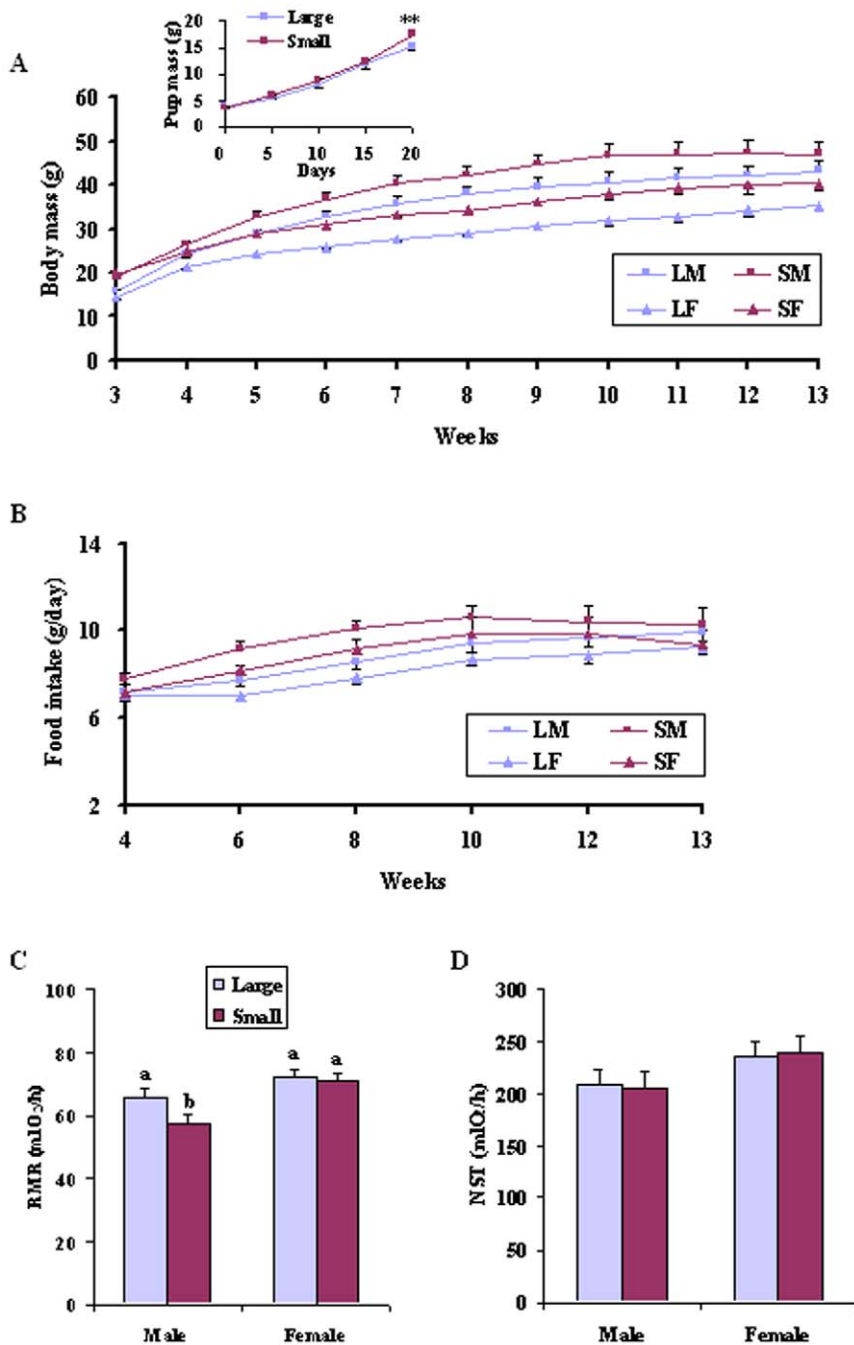 A
Pup mass (g)
20
15
10
5
0
Large
Small
**
0 5 10 15 20
Days
Body mass (g)
60
50
40
30
20
10
0
LM SM
LF SF
3 4 5 6 7 8 9 10 11 12 13
Weeks
B
Food intake (g/day)
14
10
6
2
LM SM
LF SF
4 6 8 10 12 13
Weeks
C
RMR (mlO2/h)
100
80
60
40
20
0
Large
Small
a
b
a
a
Male Female
D
NST (mlO/h)
300
250
200
150
100
50
0
Male Female